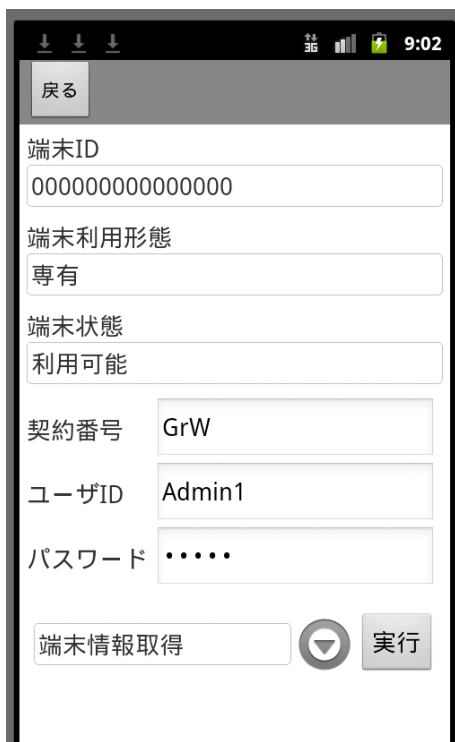 3G 9:02
戻る
端末ID
000000000000000
端末利用形態
専有
端末状態
利用可能
契約番号 GrW
ユーザID Admin1
パスワード •••••
端末情報取得 実行